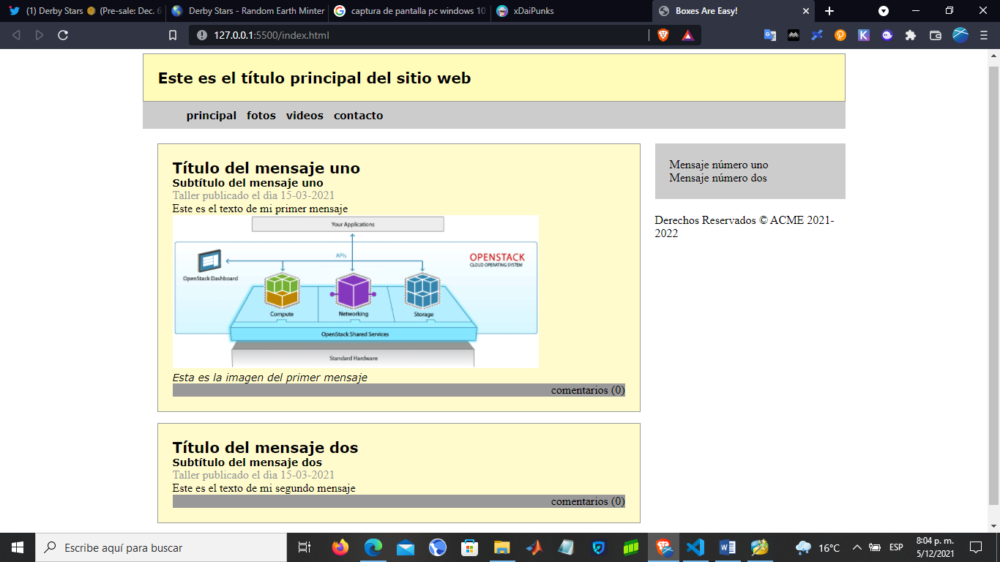 (1) Derby Stars (Pre-sale: Dec. 6
Derby Stars - Random Earth Minter
captura de pantalla pc windows 10
xDaiPunks
Boxes Are Easy!
127.0.0.1:5500/index.html
Este es el título principal del sitio web
principal fotos videos contacto
Título del mensaje uno
Subtítulo del mensaje uno
Taller publicado el dìa 15-03-2021
Este es el texto de mi primer mensaje
Your Applications
APIs
OPENSTACK
CLOUD OPERATING SYSTEM
OpenStack Dashboard
Compute
Networking
Storage
OpenStack Shared Services
Standard Hardware
Esta es la imagen del primer mensaje
comentarios (0)
Título del mensaje dos
Subtítulo del mensaje dos
Taller publicado el dìa 15-03-2021
Este es el texto de mi segundo mensaje
comentarios (0)
Mensaje número uno
Mensaje número dos
Derechos Reservados © ACME 2021-
2022
Escribe aquí para buscar
16°C
ESP
8:04 p. m.
5/12/2021